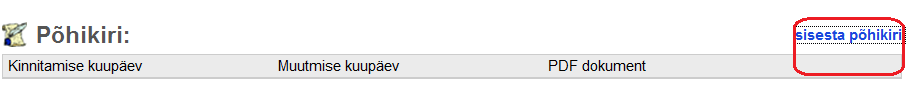 Põhikiri:
sisesta põhikiri
Kinnitamise kuupäev Muutmise kuupäev PDF dokument